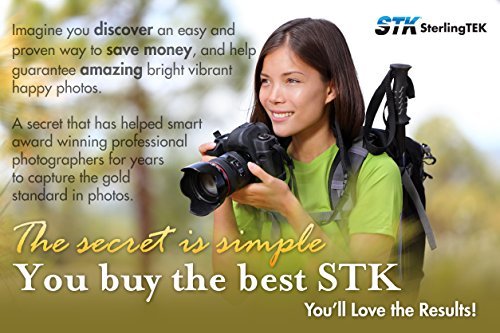 Imagine you discover an easy and
proven way to save money, and help
guarantee amazing bright vibrant
happy photos.
A secret that has helped smart
award winning professional
photographers for years
to capture the gold
standard in photos.
STK SterlingTEK
The secret is simple
You buy the best STK
You'll Love the Results!